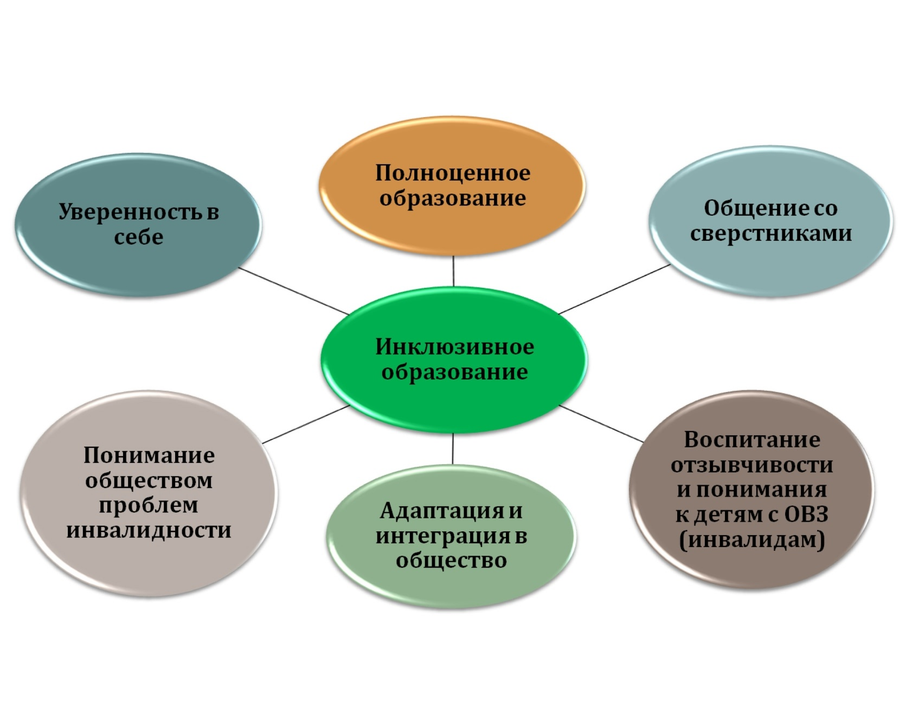 Полноценное
образование
Уверенность в
себе
Общение со
сверстниками
Инклюзивное
образование
Понимание
обществом
проблем
инвалидности
Адаптация и
интеграция в
общество
Воспитание
отзывчивости
и понимания
к детям с ОВЗ
(инвалидам)